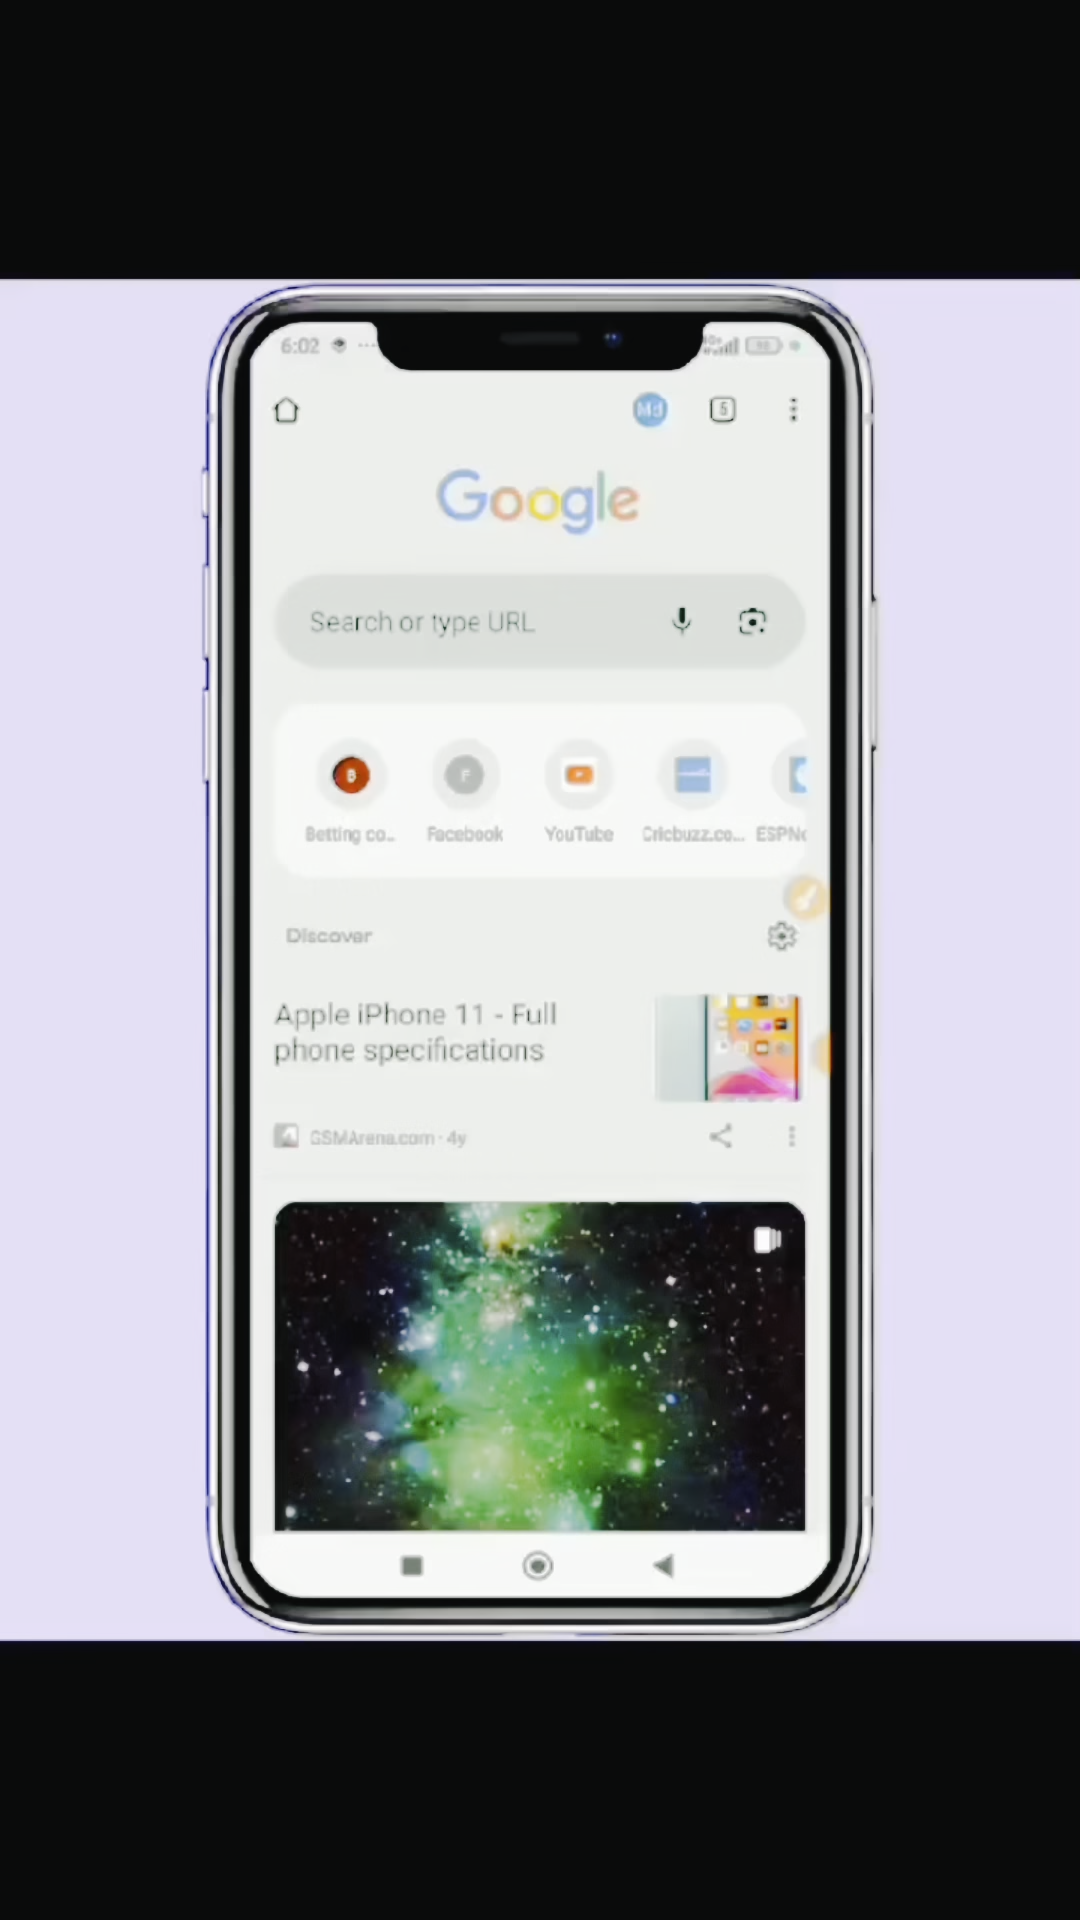 6:02
Md
5
Google
Search or type URL
B
F
Betting co...
Facebook
YouTube
Cricbuzz.co...
ESPNc
Discover
Apple iPhone 11 - Full
phone specifications
GSMArena.com · 4y